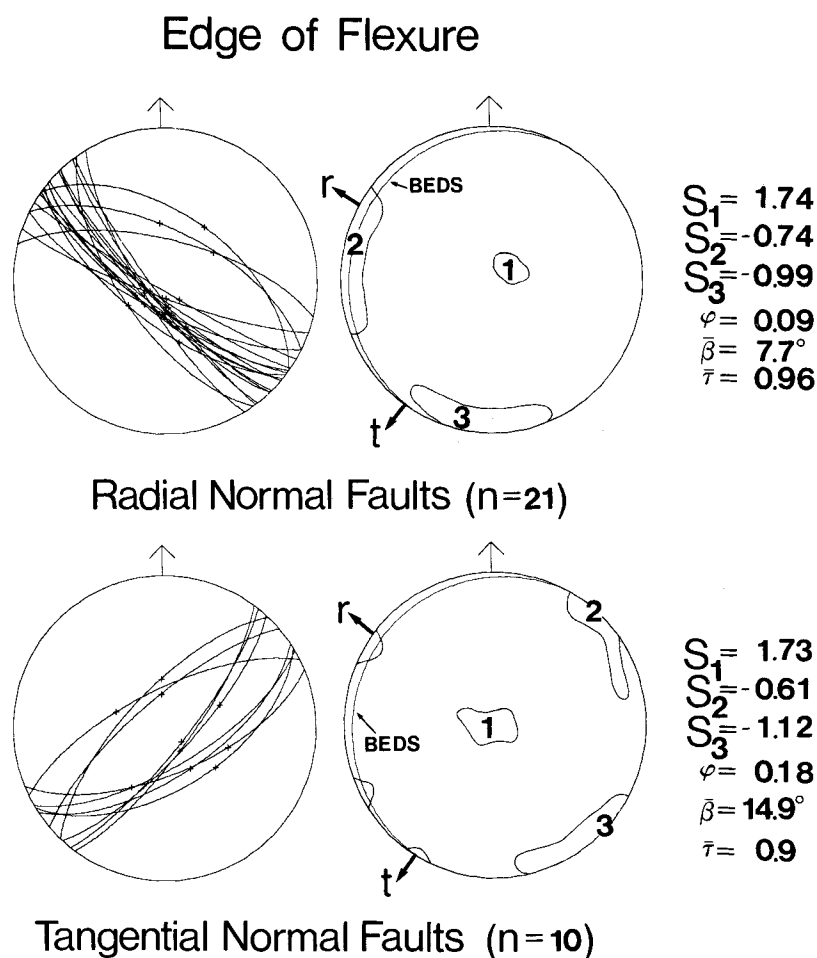 Edge of Flexure
r
BEDS
2
1
3
t
S₁= 1.74
S₂=-0.74
S₃=-0.99
φ= 0.09
β̄= 7.7°
τ̄= 0.96
Radial Normal Faults (n=21)
2
r
1
BEDS
3
t
S₁= 1.73
S₂=-0.61
S₃=-1.12
φ= 0.18
β̄=14.9°
τ̄= 0.9
Tangential Normal Faults (n=10)